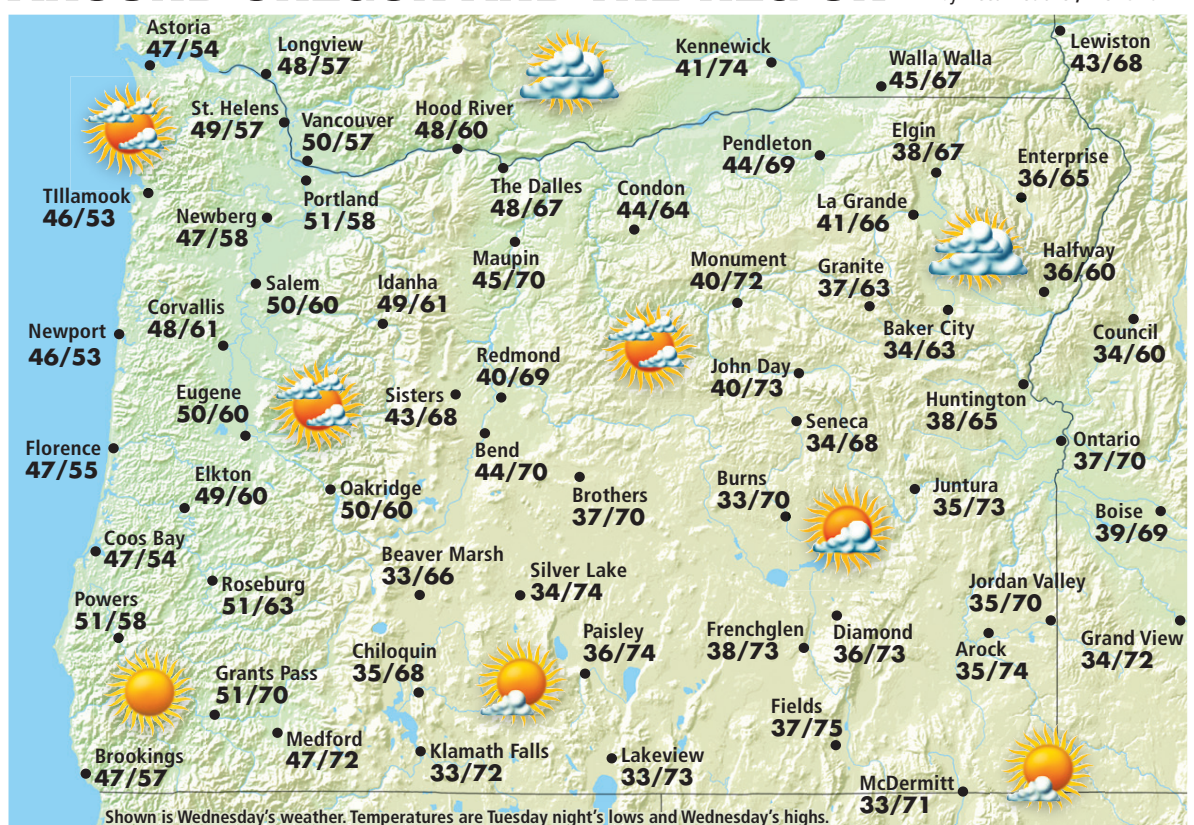 Astoria
47/54
Longview
48/57
Kennewick
41/74
Walla Walla
45/67
Lewiston
43/68
St. Helens
49/57
Vancouver
50/57
Hood River
48/60
Pendleton
44/69
Elgin
38/67
Enterprise
36/65
TIllamook
46/53
Newberg
47/58
Portland
51/58
The Dalles
48/67
Condon
44/64
La Grande
41/66
Maupin
45/70
Monument
40/72
Granite
37/63
Halfway
36/60
Salem
50/60
Idanha
49/61
Corvallis
48/61
Newport
46/53
Baker City
34/63
Council
34/60
Redmond
40/69
John Day
40/73
Eugene
50/60
Sisters
43/68
Huntington
38/65
Seneca
34/68
Florence
47/55
Bend
44/70
Ontario
37/70
Elkton
49/60
Oakridge
50/60
Brothers
37/70
Burns
33/70
Juntura
35/73
Boise
39/69
Coos Bay
47/54
Beaver Marsh
33/66
Silver Lake
34/74
Roseburg
51/63
Jordan Valley
35/70
Powers
51/58
Paisley
36/74
Frenchglen
38/73
Diamond
36/73
Arock
35/74
Grand View
34/72
Chiloquin
35/68
Grants Pass
51/70
Fields
37/75
Medford
47/72
Klamath Falls
33/72
Lakeview
33/73
Brookings
47/57
McDermitt
33/71
Shown is Wednesday's weather. Temperatures are Tuesday night's lows and Wednesday's highs.